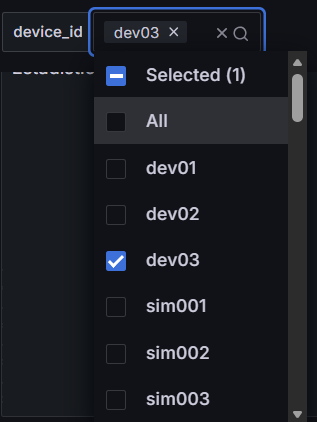 device_id
dev03
Selected (1)
All
dev01
dev02
dev03
sim001
sim002
sim003